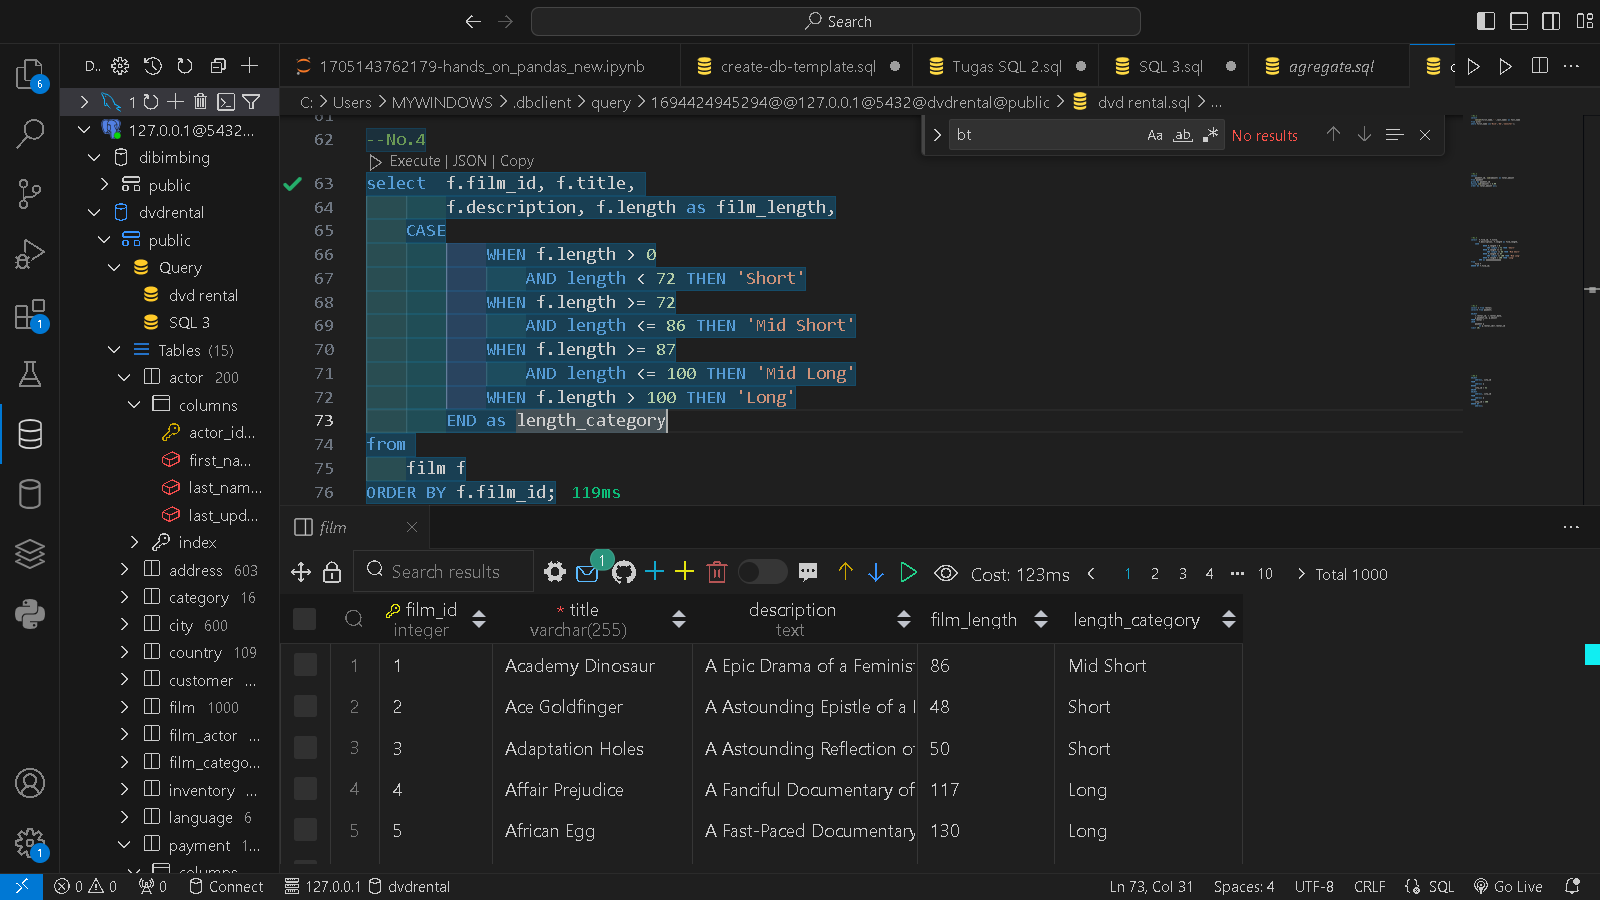 Search
D..
1705143762179-hands_on_pandas_new.ipynb
create-db-template.sql
Tugas SQL 2.sql
SQL 3.sql
agregate.sql
6
1
C: > Users > MYWINDOWS > .dbclient > query > 1694424945294@@127.0.0.1@5432@dvdrental@public > dvd rental.sql > ...
127.0.0.1@5432...
dibimbing
public
dvdrental
public
Query
dvd rental
SQL 3
Tables (15)
actor 200
columns
actor_id...
first_na...
last_nam...
last_upd...
index
address 603
category 16
city 600
country 109
customer ...
film 1000
film_actor ...
film_catego...
inventory ...
language 6
payment 1...
columns
1
1
bt
Aa ab
No results
61
62 --No.4
Execute | JSON | Copy
63 select f.film_id, f.title,
64 f.description, f.length as film_length,
65 CASE
66 WHEN f.length > 0
67 AND length < 72 THEN 'Short'
68 WHEN f.length >= 72
69 AND length <= 86 THEN 'Mid Short'
70 WHEN f.length >= 87
71 AND length <= 100 THEN 'Mid Long'
72 WHEN f.length > 100 THEN 'Long'
73 END as length_category
74 from
75 film f
76 ORDER BY f.film_id; 119ms
film
Search results
1
Cost: 123ms < 1 2 3 4 ... 10 > Total 1000
film_id * title description film_length length_category
integer varchar(255) text
1 1 Academy Dinosaur A Epic Drama of a Feminis 86 Mid Short
2 2 Ace Goldfinger A Astounding Epistle of a 48 Short
3 3 Adaptation Holes A Astounding Reflection o 50 Short
4 4 Affair Prejudice A Fanciful Documentary of 117 Long
5 5 African Egg A Fast-Paced Documentary 130 Long
0 0 0 Connect 127.0.0.1 dvdrental
Ln 73, Col 31 Spaces: 4 UTF-8 CRLF SQL Go Live